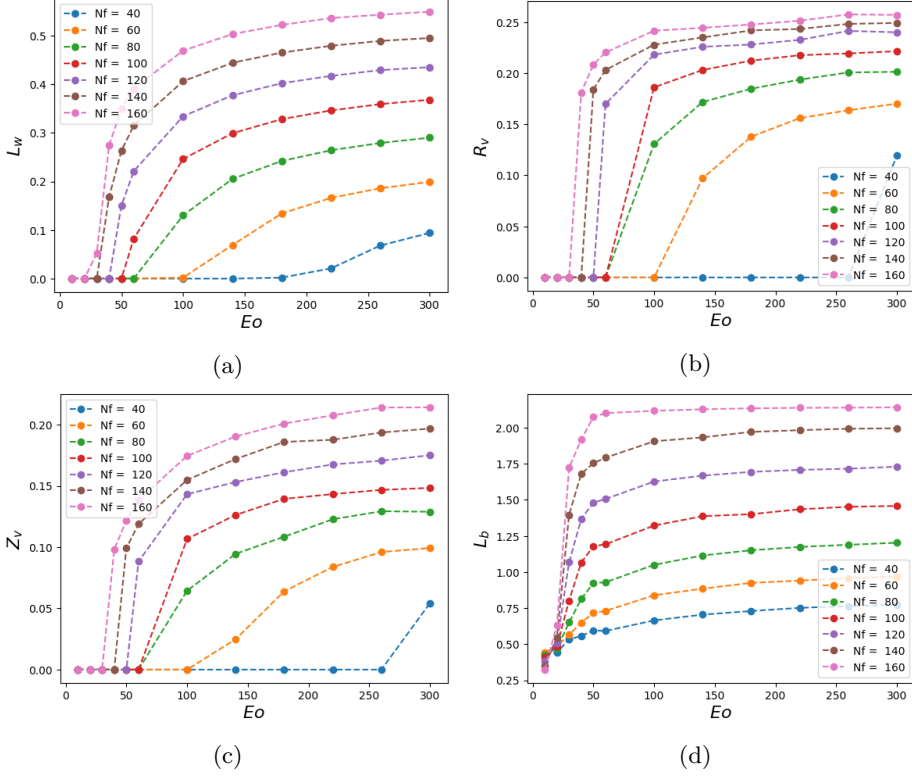 Nf = 40
Nf = 60
Nf = 80
Nf = 100
Nf = 120
Nf = 140
Nf = 160
0.5
0.4
0.3
0.2
0.1
0.0
L_w
0 50 100 150 200 250 300
Eo
(a)
0.25
0.20
0.15
0.10
0.05
0.00
R_v
Nf = 40
Nf = 60
Nf = 80
Nf = 100
Nf = 120
Nf = 140
Nf = 160
0 50 100 150 200 250 300
Eo
(b)
Nf = 40
Nf = 60
Nf = 80
Nf = 100
Nf = 120
Nf = 140
Nf = 160
0.20
0.15
0.10
0.05
0.00
Z_v
0 50 100 150 200 250 300
Eo
(c)
2.00
1.75
1.50
1.25
1.00
0.75
0.50
0.25
L_b
Nf = 40
Nf = 60
Nf = 80
Nf = 100
Nf = 120
Nf = 140
Nf = 160
0 50 100 150 200 250 300
Eo
(d)